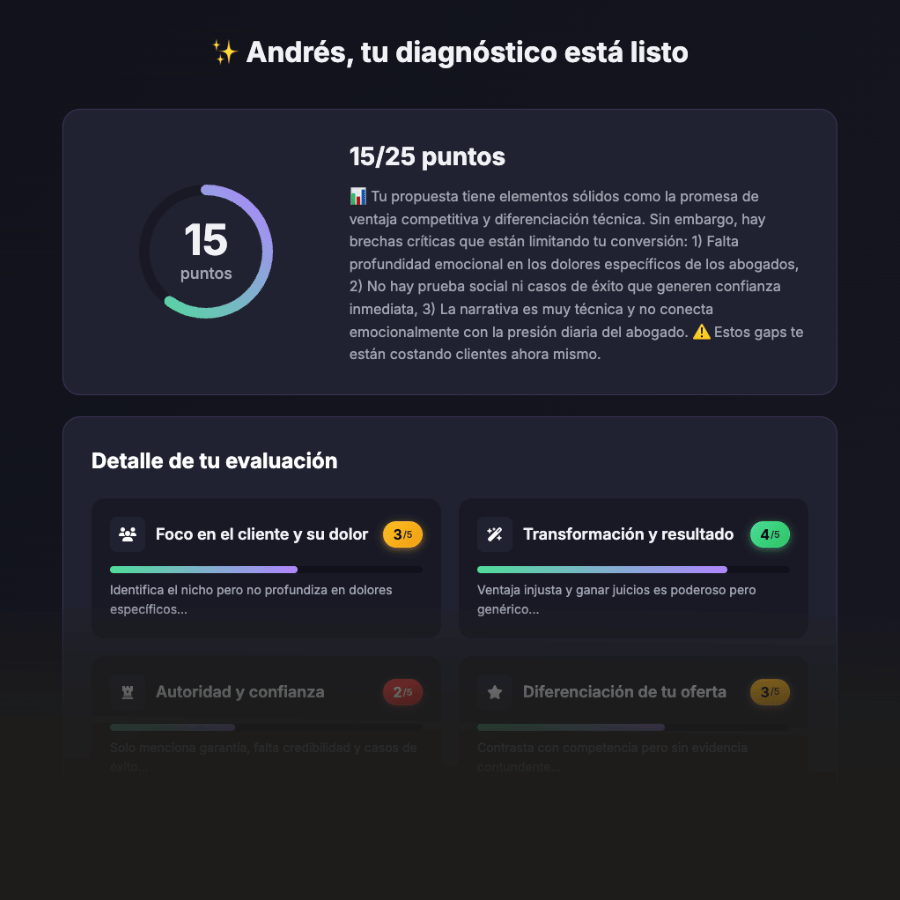 ✨ Andrés, tu diagnóstico está listo
15
puntos
15/25 puntos
📊 Tu propuesta tiene elementos sólidos como la promesa de
ventaja competitiva y diferenciación técnica. Sin embargo, hay
brechas críticas que están limitando tu conversión: 1) Falta
profundidad emocional en los dolores específicos de los abogados,
2) No hay prueba social ni casos de éxito que generen confianza
inmediata, 3) La narrativa es muy técnica y no conecta
emocionalmente con la presión diaria del abogado. ⚠️ Estos gaps te
están costando clientes ahora mismo.
Detalle de tu evaluación
Foco en el cliente y su dolor 3/5
Identifica el nicho pero no profundiza en dolores
específicos...
Transformación y resultado 4/5
Ventaja injusta y ganar juicios es poderoso pero
genérico...
Autoridad y confianza 2/5
Solo menciona garantía, falta credibilidad y casos de
éxito...
Diferenciación de tu oferta 3/5
Contrasta con competencia pero sin evidencia
contundente...